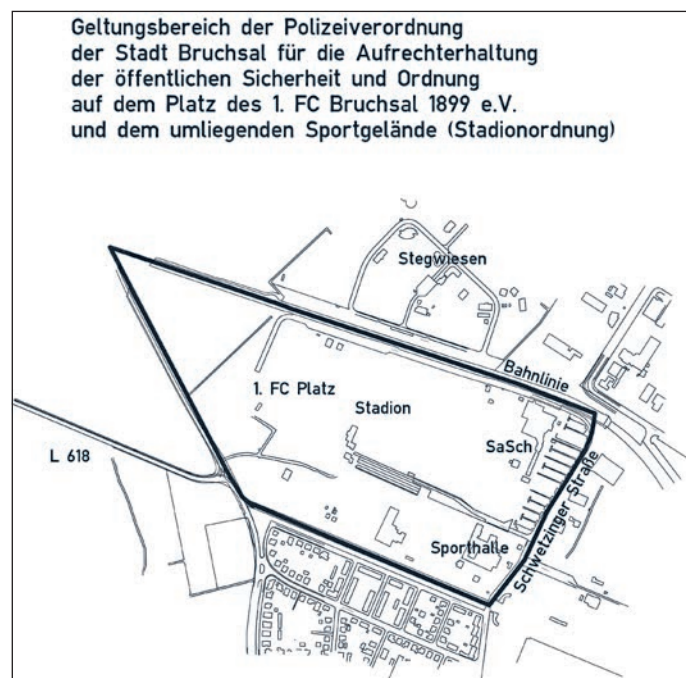 Geltungsbereich der Polizeiverordnung
der Stadt Bruchsal für die Aufrechterhaltung
der öffentlichen Sicherheit und Ordnung
auf dem Platz des 1. FC Bruchsal 1899 e.V.
und dem umliegenden Sportgelände (Stadionordnung)
Stegwiesen
Bahnlinie
1. FC Platz
Stadion
SaSch
L 618
Schwetzinger Straße
Sporthalle